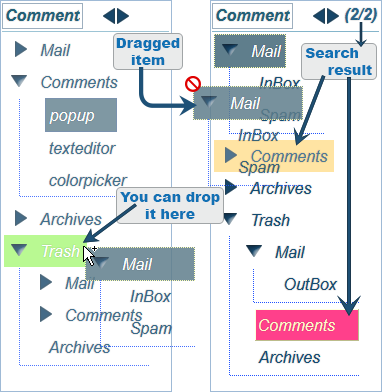 Comment
Mail
Dragged
item
Comments
popup
texteditor
colorpicker
Archives
You can drop
it here
Trash
Mail
Mail
InBox
Comments
Spam
Archives
Comment
(2/2)
Mail
Search
result
InBox
Mail
Spam
InBox
Comments
Spam
Archives
Trash
Mail
OutBox
Comments
Archives